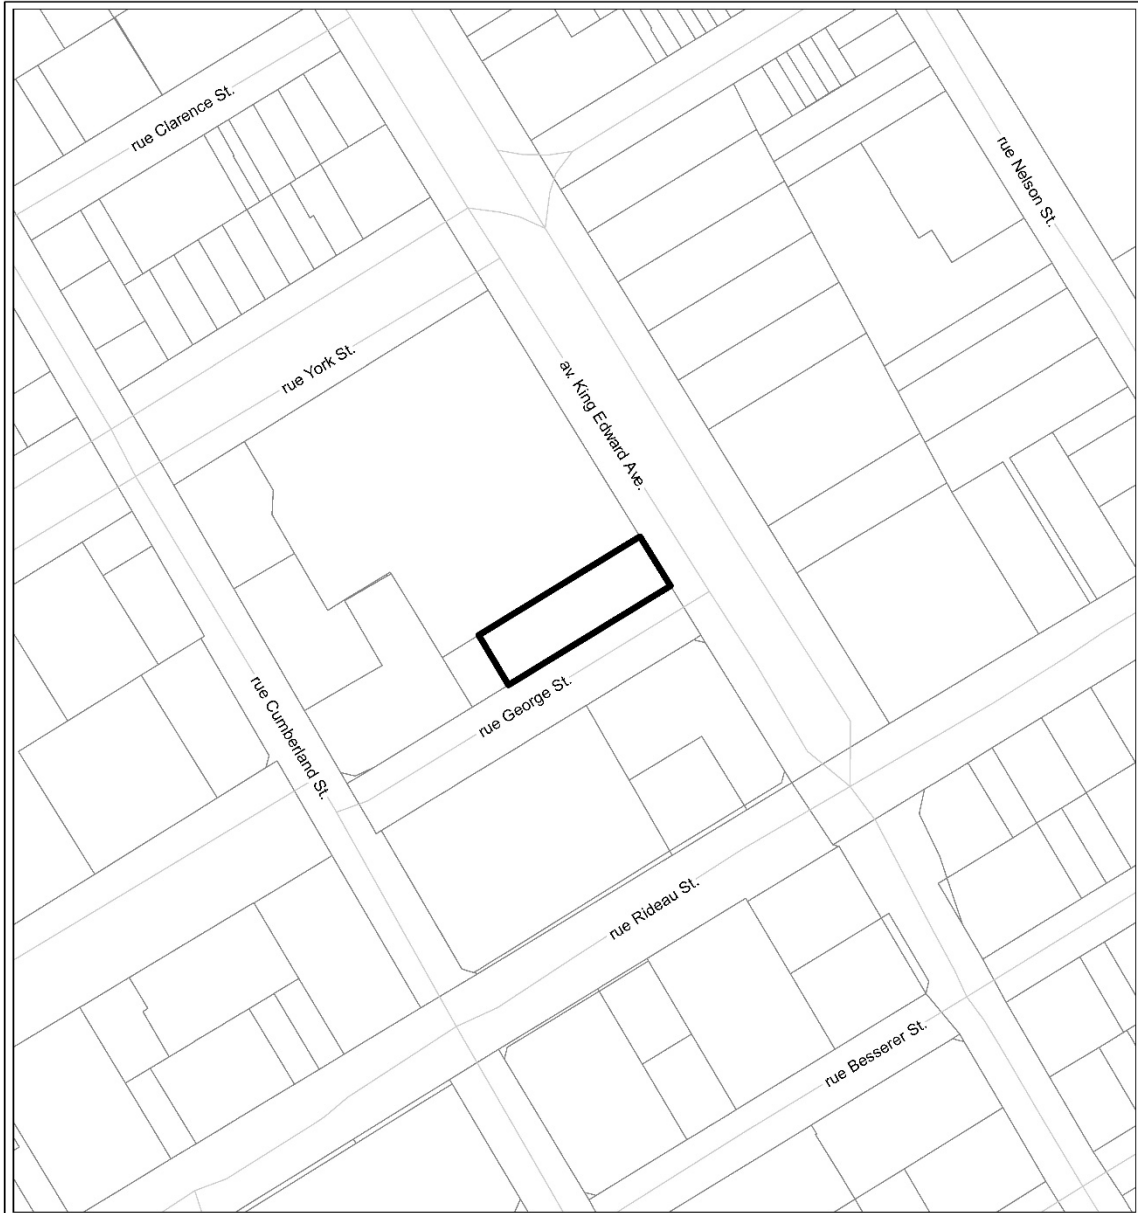 rue Clarence St.
rue Nelson St.
rue York St.
av. King Edward Ave.
rue George St.
rue Cumberland St.
rue Rideau St.
rue Besserer St.